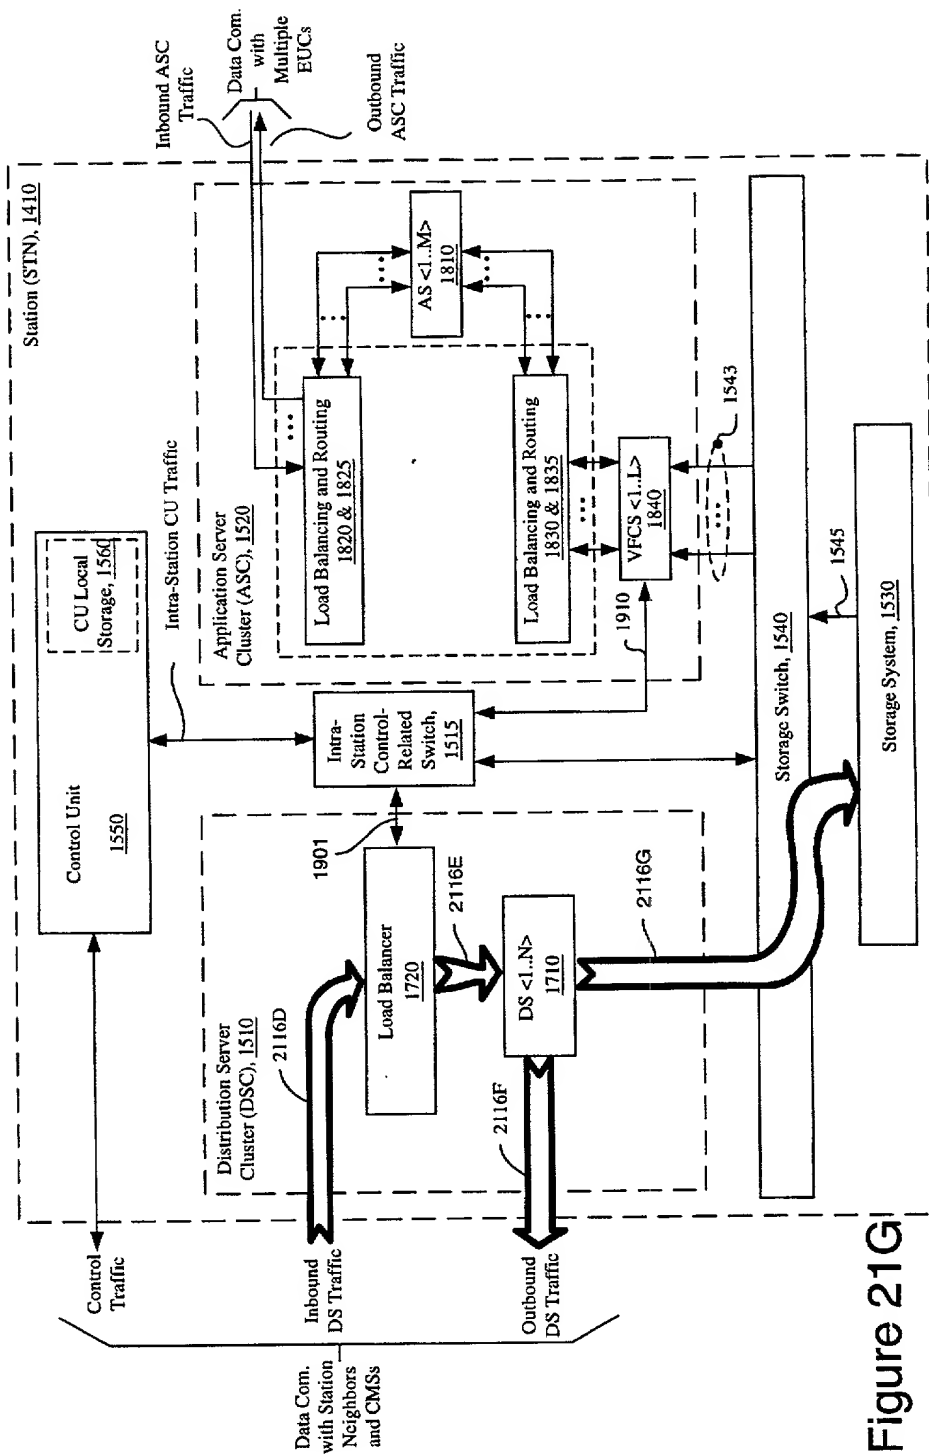 Station (STN), 1410
Control Unit
1550
CU Local
Storage, 1560
Control
Traffic
Intra-Station CU Traffic
Inbound ASC
Traffic
Data Com.
with
Multiple
EUCs
Outbound
ASC Traffic
Data Com.
with Station
Neighbors
and CMSs
Inbound
DS Traffic
Outbound
DS Traffic
Distribution Server
Cluster (DSC), 1510
2116D
Load Balancer
1720
1901
2116E
DS <1..N>
1710
2116F
2116G
Intra-
Station
Control-
Related
Switch,
1515
Application Server
Cluster (ASC), 1520
Load Balancing and Routing
1820 & 1825
...
AS <1..M>
1810
...
...
...
...
Load Balancing and Routing
1830 & 1835
...
VFCS <1..L>
1840
1910
...
1543
Storage Switch, 1540
1545
Storage System, 1530
Figure 21G